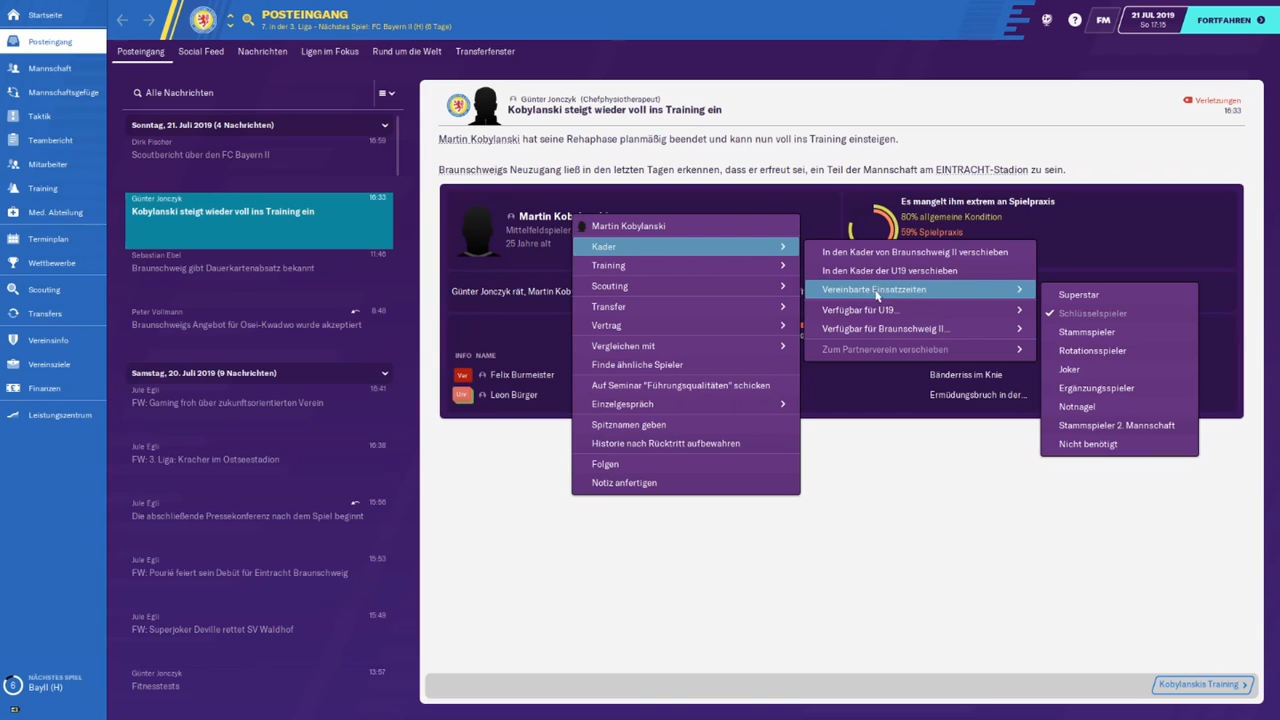 Startseite
Posteingang
Mannschaft
Mannschaftsgefüge
Taktik
Teambericht
Mitarbeiter
Training
Med. Abteilung
Terminplan
Wettbewerbe
Scouting
Transfers
Vereinsinfo
Vereinsziele
Finanzen
Leistungszentrum
6
NÄCHSTES SPIEL
BayII (H)
POSTEINGANG
7. in der 3. Liga - Nächstes Spiel: FC Bayern II (H) (6 Tage)
?
FM
21 JUL 2019
So 17:15
FORTFAHREN
Posteingang
Social Feed
Nachrichten
Ligen im Fokus
Rund um die Welt
Transferfenster
Alle Nachrichten
Sonntag, 21. Juli 2019 (4 Nachrichten)
Dirk Fischer
16:59
Scoutbericht über den FC Bayern II
Günter Jonczyk
16:33
Kobylanski steigt wieder voll ins Training ein
Sebastian Ebel
11:46
Braunschweig gibt Dauerkartenabsatz bekannt
Peter Vollmann
8:48
Braunschweigs Angebot für Osei-Kwadwo wurde akzeptiert
Samstag, 20. Juli 2019 (9 Nachrichten)
Jule Egli
16:41
FW: Gaming froh über zukunftsorientierten Verein
Jule Egli
16:38
FW: 3. Liga: Kracher im Ostseestadion
Jule Egli
15:56
Die abschließende Pressekonferenz nach dem Spiel beginnt
Jule Egli
15:53
FW: Pourié feiert sein Debüt für Eintracht Braunschweig
Jule Egli
15:49
FW: Superjoker Deville rettet SV Waldhof
Günter Jonczyk
13:57
Fitnesstests
Günter Jonczyk (Chefphysiotherapeut)
Kobylanski steigt wieder voll ins Training ein
Verletzungen
16:33
Martin Kobylanski hat seine Rehaphase planmäßig beendet und kann nun voll ins Training einsteigen.
Braunschweigs Neuzugang ließ in den letzten Tagen erkennen, dass er erfreut sei, ein Teil der Mannschaft am EINTRACHT-Stadion zu sein.
Martin Kob
Mittelfeldspieler
25 Jahre alt
Es mangelt ihm extrem an Spielpraxis
80% allgemeine Kondition
59% Spielpraxis
Günter Jonczyk rät, Martin Kob
INFO NAME
Ver
Felix Burmeister
Bänderriss im Knie
Leon Bürger
Ermüdungsbruch in der...
Martin Kobylanski
Kader
Training
Scouting
Transfer
Vertrag
Vergleichen mit
Finde ähnliche Spieler
Auf Seminar "Führungsqualitäten" schicken
Einzelgespräch
Spitznamen geben
Historie nach Rücktritt aufbewahren
Folgen
Notiz anfertigen
In den Kader von Braunschweig II verschieben
In den Kader der U19 verschieben
Vereinbarte Einsatzzeiten
Verfügbar für U19...
Verfügbar für Braunschweig II...
Zum Partnerverein verschieben
Superstar
Schlüsselspieler
Stammspieler
Rotationsspieler
Joker
Ergänzungsspieler
Notnagel
Stammspieler 2. Mannschaft
Nicht benötigt
Kobylanskis Training